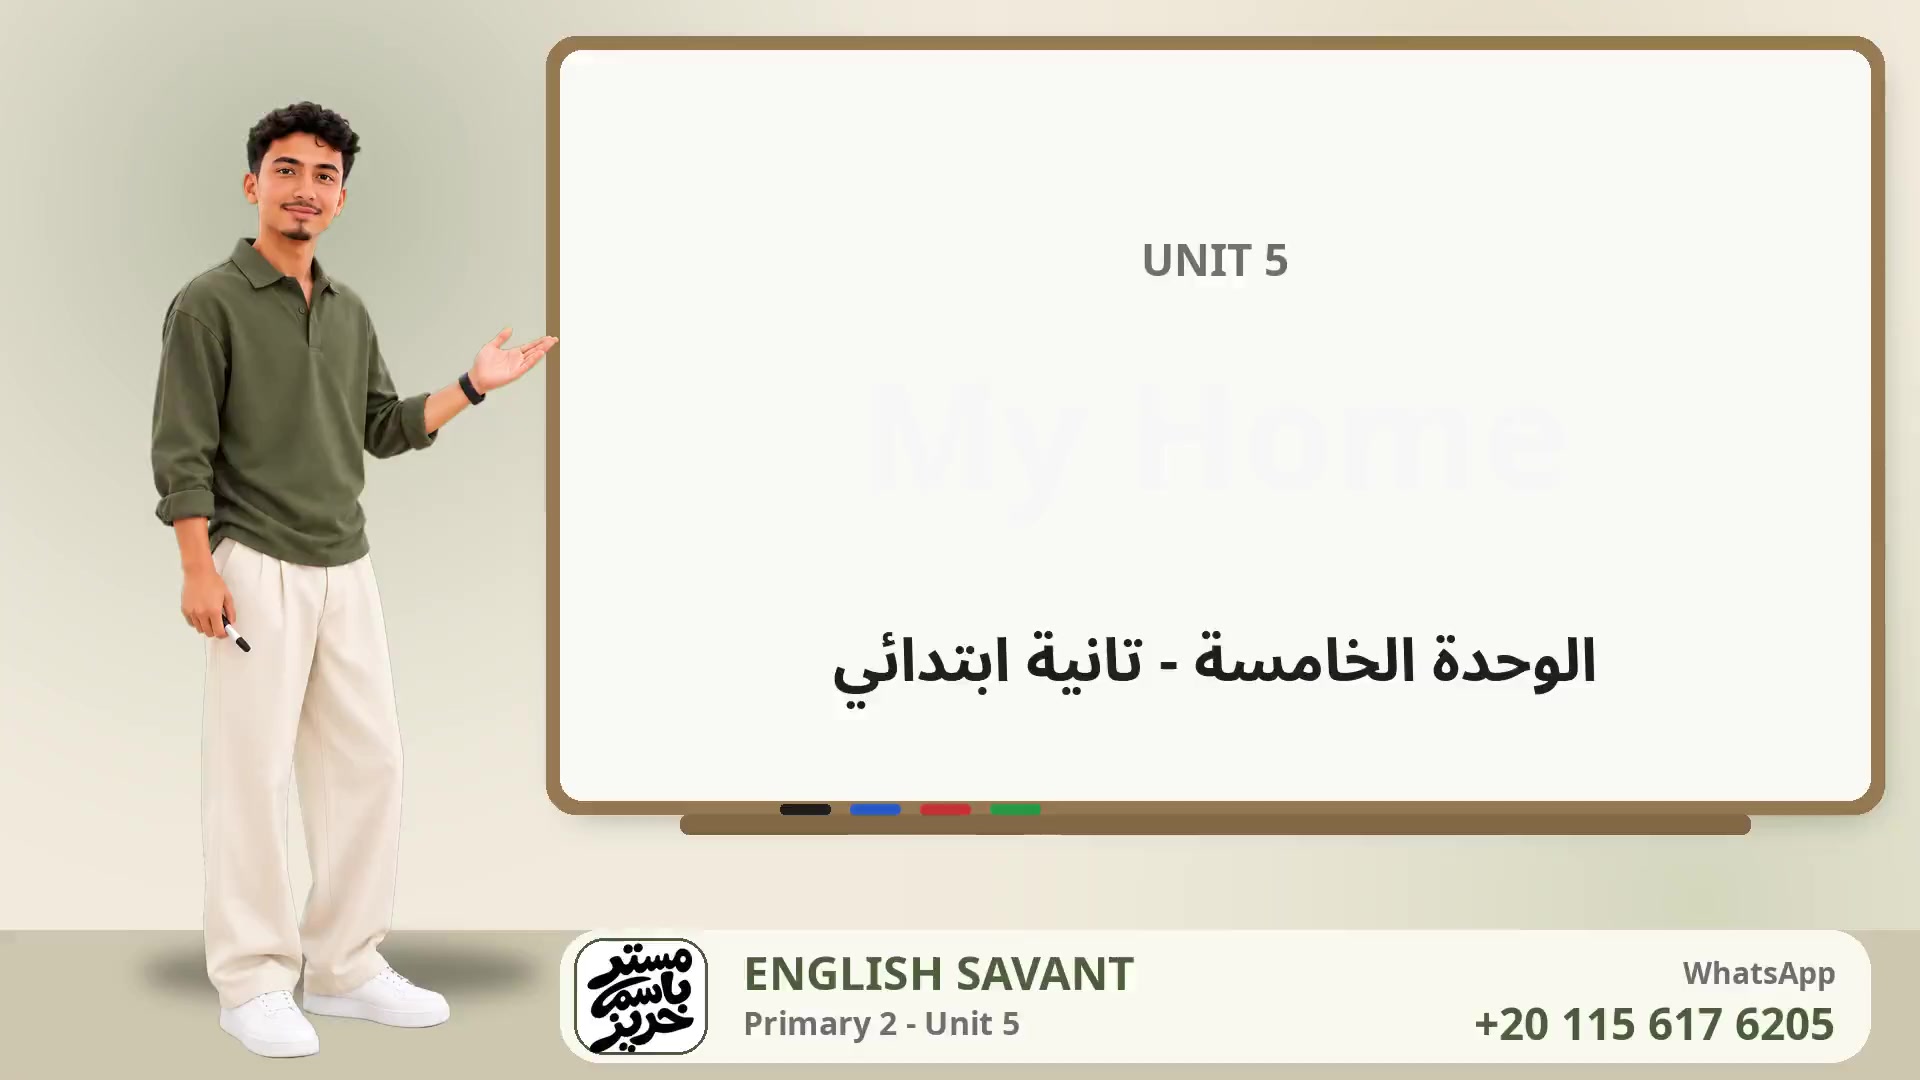 UNIT 5
My Home
الوحدة الخامسة - تانية ابتدائي
مستر
باسم
حريز
ENGLISH SAVANT
Primary 2 - Unit 5
WhatsApp
+20 115 617 6205